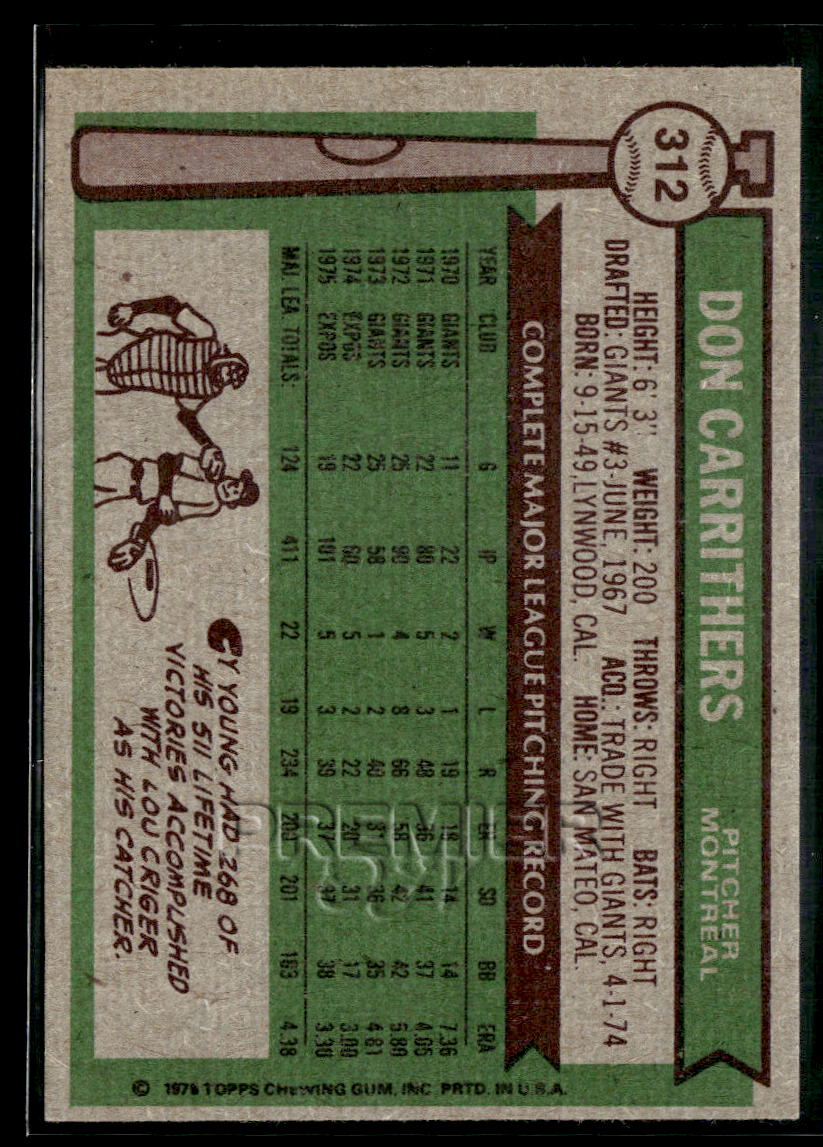 312
DON CARRITHERS
PITCHER
MONTREAL
HEIGHT: 6' 3" WEIGHT: 200 THROWS: RIGHT BATS: RIGHT
DRAFTED: GIANTS #3-JUNE, 1967 ACQ.: TRADE WITH GIANTS, 4-1-74
BORN: 9-15-49, LYNWOOD, CAL. HOME: SAN MATEO, CAL.
COMPLETE MAJOR LEAGUE PITCHING RECORD
YEAR CLUB G IP W L R ER SO BB ERA
1970 GIANTS 11 22 2 1 19 18 14 14 7.36
1971 GIANTS 22 80 5 3 48 36 41 37 4.05
1972 GIANTS 25 90 4 8 66 58 42 42 5.80
1973 GIANTS 25 58 1 2 40 31 36 35 4.81
1974 EXPOS 22 60 5 2 22 20 31 17 3.00
1975 EXPOS 19 101 5 3 39 37 37 38 3.30
MAJ. LEA. TOTALS: 124 411 22 19 234 200 201 183 4.38
CY YOUNG HAD 268 OF
HIS 511 LIFETIME
VICTORIES ACCOMPLISHED
WITH LOU CRIGER
AS HIS CATCHER.
© 1976 TOPPS CHEWING GUM, INC. PRTD. IN U.S.A.
PREMIER